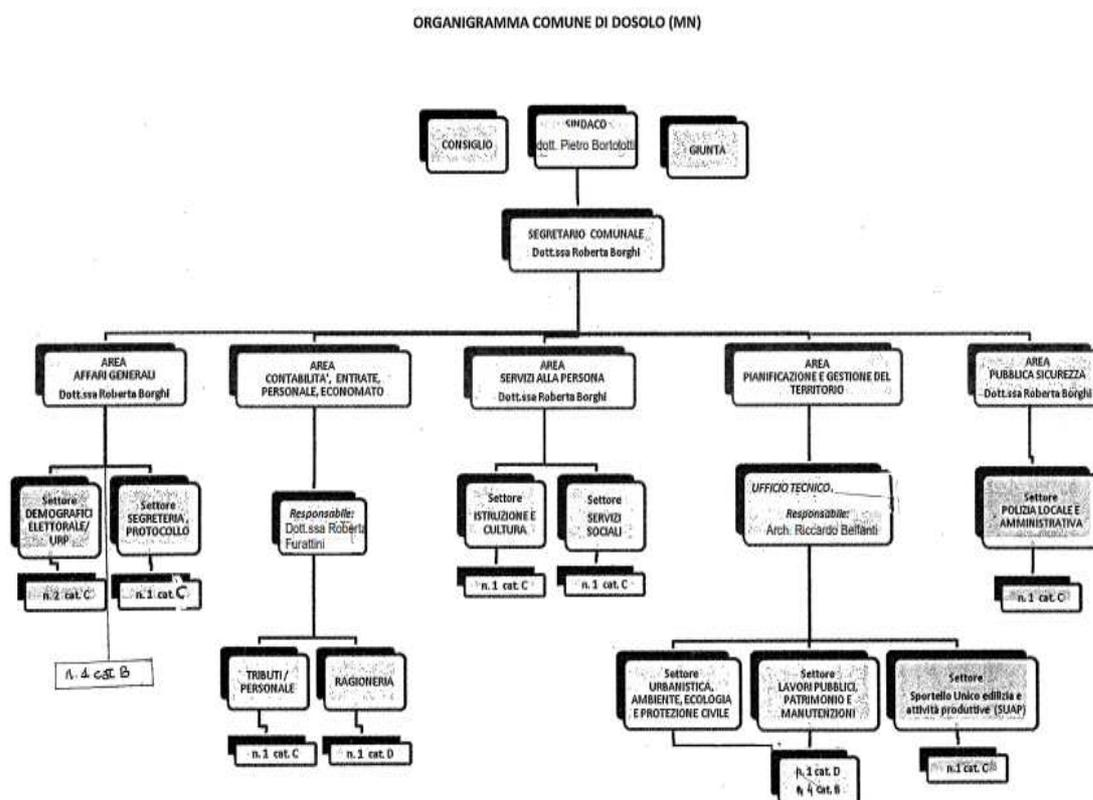 ORGANIGRAMMA COMUNE DI DOSOLO (MN)
CONSIGLIO
SINDACO
dott. Pietro Bortolotti
GIUNTA
SEGRETARIO COMUNALE
Dott.ssa Roberta Borghi
AREA
AFFARI GENERALI
Dott.ssa Roberta Borghi
AREA
CONTABILITA', ENTRATE,
PERSONALE, ECONOMATO
AREA
SERVIZI ALLA PERSONA
Dott.ssa Roberta Borghi
AREA
PIANIFICAZIONE E GESTIONE DEL
TERRITORIO
AREA
PUBBLICA SICUREZZA
Dott.ssa Roberta Borghi
Settore
DEMOGRAFICI
ELETTORALE/
URP
Settore
SEGRETERIA,
PROTOCOLLO
Responsabile:
Dott.ssa Roberta
Furattini
Settore
ISTRUZIONE E
CULTURA
Settore
SERVIZI
SOCIALI
UFFICIO TECNICO.
Responsabile:
Arch. Riccardo Belfanti
Settore
POLIZIA LOCALE E
AMMINISTRATIVA
n. 2 cat. C
n. 1 cat. C
n. 1 cat. C
n. 1 cat. C
n. 1 cat. C
n. 1 cat B
TRIBUTI /
PERSONALE
RAGIONERIA
Settore
URBANISTICA,
AMBIENTE, ECOLOGIA
E PROTEZIONE CIVILE
Settore
LAVORI PUBBLICI,
PATRIMONIO E
MANUTENZIONI
Settore
Sportello Unico edilizia e
attività produttive (SUAP)
n. 1 cat. C
n. 1 cat. D
n. 1 cat. D
n. 4 cat. B
n.1 cat. C